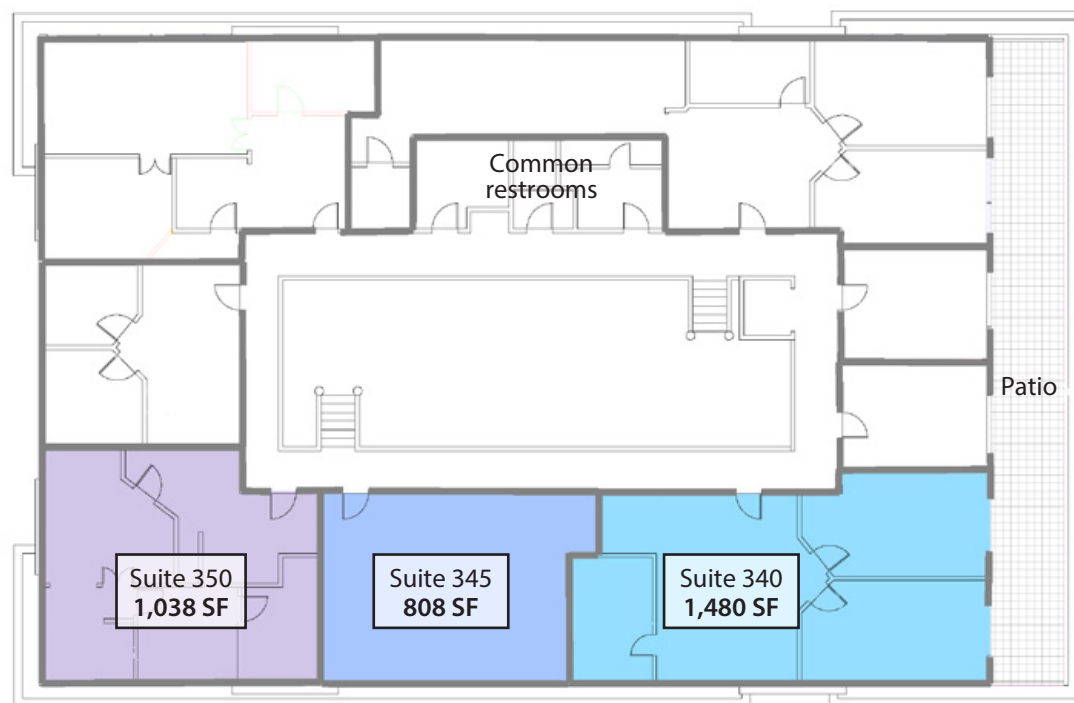 Common
restrooms
Patio
Suite 350
1,038 SF
Suite 345
808 SF
Suite 340
1,480 SF